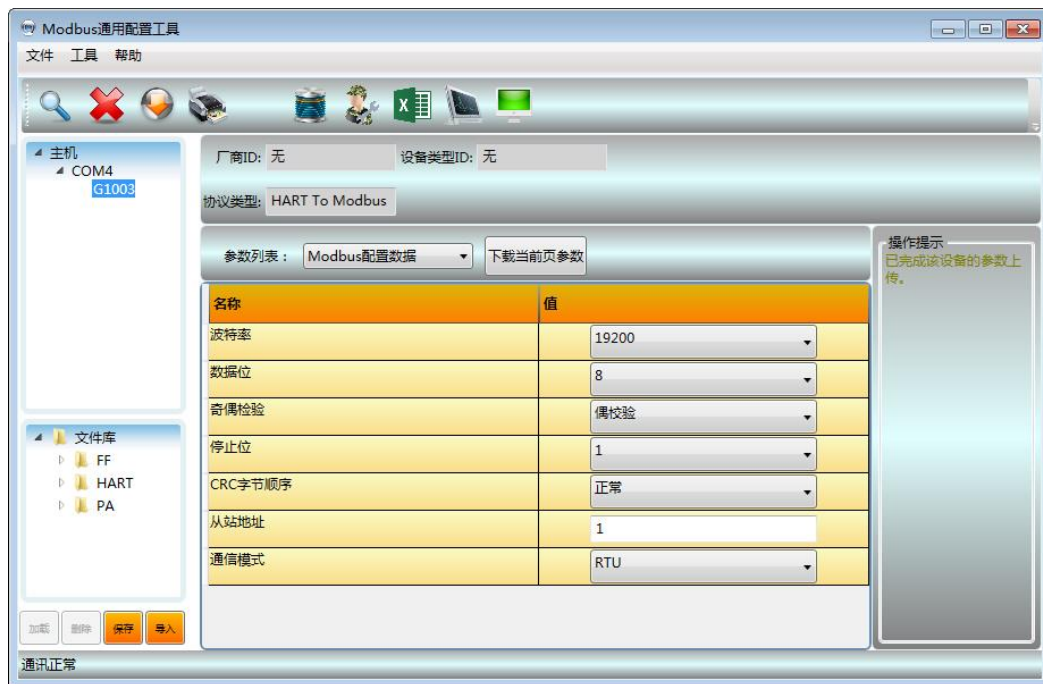 Modbus通用配置工具
文件 工具 帮助
主机
COM4
G1003
厂商ID: 无 设备类型ID: 无
协议类型: HART To Modbus
参数列表： Modbus配置数据 下载当前页参数
操作提示
已完成该设备的参数上
传。
名称 值
波特率 19200
数据位 8
奇偶检验 偶校验
停止位 1
CRC字节顺序 正常
从站地址 1
通信模式 RTU
文件库
FF
HART
PA
加载 删除 保存 导入
通讯正常